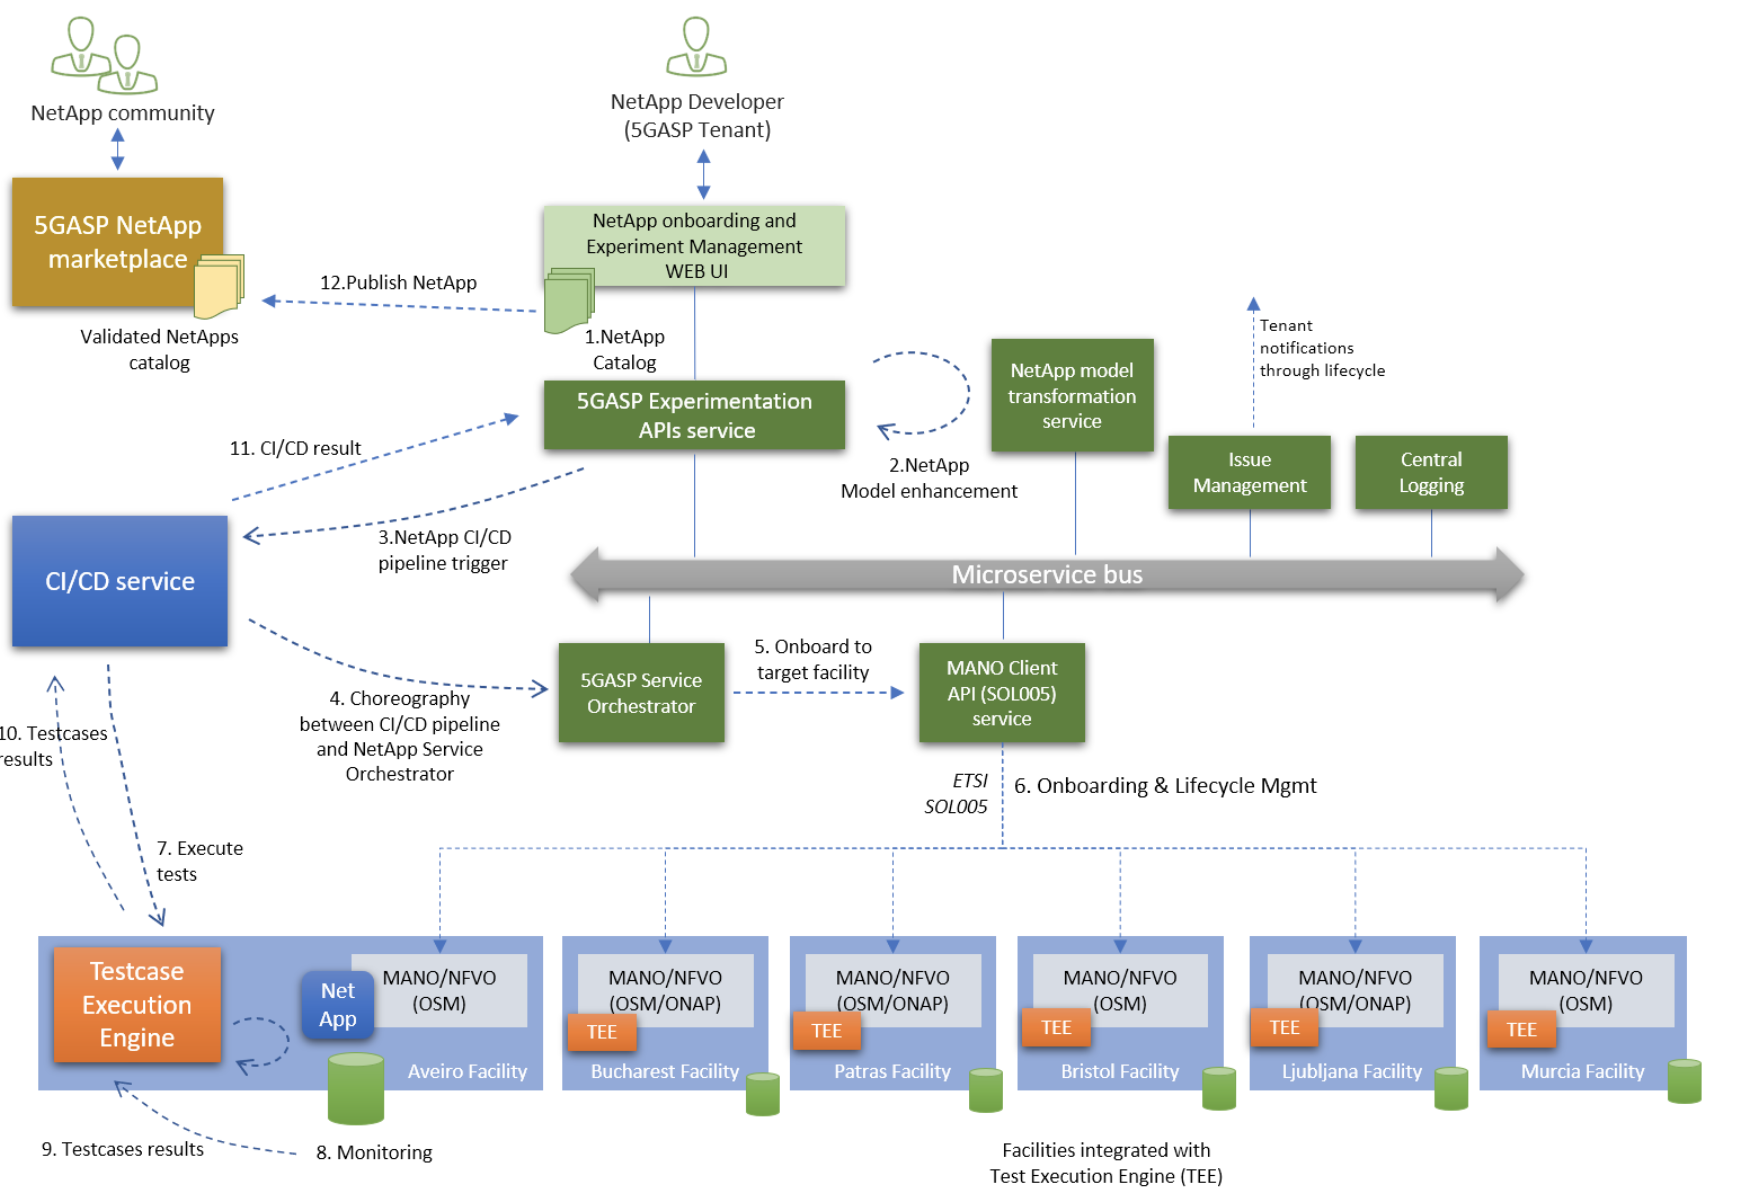 NetApp community
NetApp Developer
(5GASP Tenant)
5GASP NetApp
marketplace
Validated NetApps
catalog
12.Publish NetApp
NetApp onboarding and
Experiment Management
WEB UI
1.NetApp
Catalog
5GASP Experimentation
APIs service
2.NetApp
Model enhancement
NetApp model
transformation
service
Tenant
notifications
through lifecycle
Issue
Management
Central
Logging
11. CI/CD result
3.NetApp CI/CD
pipeline trigger
CI/CD service
Microservice bus
4. Choreography
between CI/CD pipeline
and NetApp Service
Orchestrator
5GASP Service
Orchestrator
5. Onboard to
target facility
MANO Client
API (SOL005)
service
ETSI
SOL005
6. Onboarding & Lifecycle Mgmt
10. Testcases
results
7. Execute
tests
Testcase
Execution
Engine
Net
App
MANO/NFVO
(OSM)
Aveiro Facility
MANO/NFVO
(OSM/ONAP)
TEE
Bucharest Facility
MANO/NFVO
(OSM/ONAP)
TEE
Patras Facility
MANO/NFVO
(OSM)
TEE
Bristol Facility
MANO/NFVO
(OSM/ONAP)
TEE
Ljubljana Facility
MANO/NFVO
(OSM)
TEE
Murcia Facility
9. Testcases results
8. Monitoring
Facilities integrated with
Test Execution Engine (TEE)